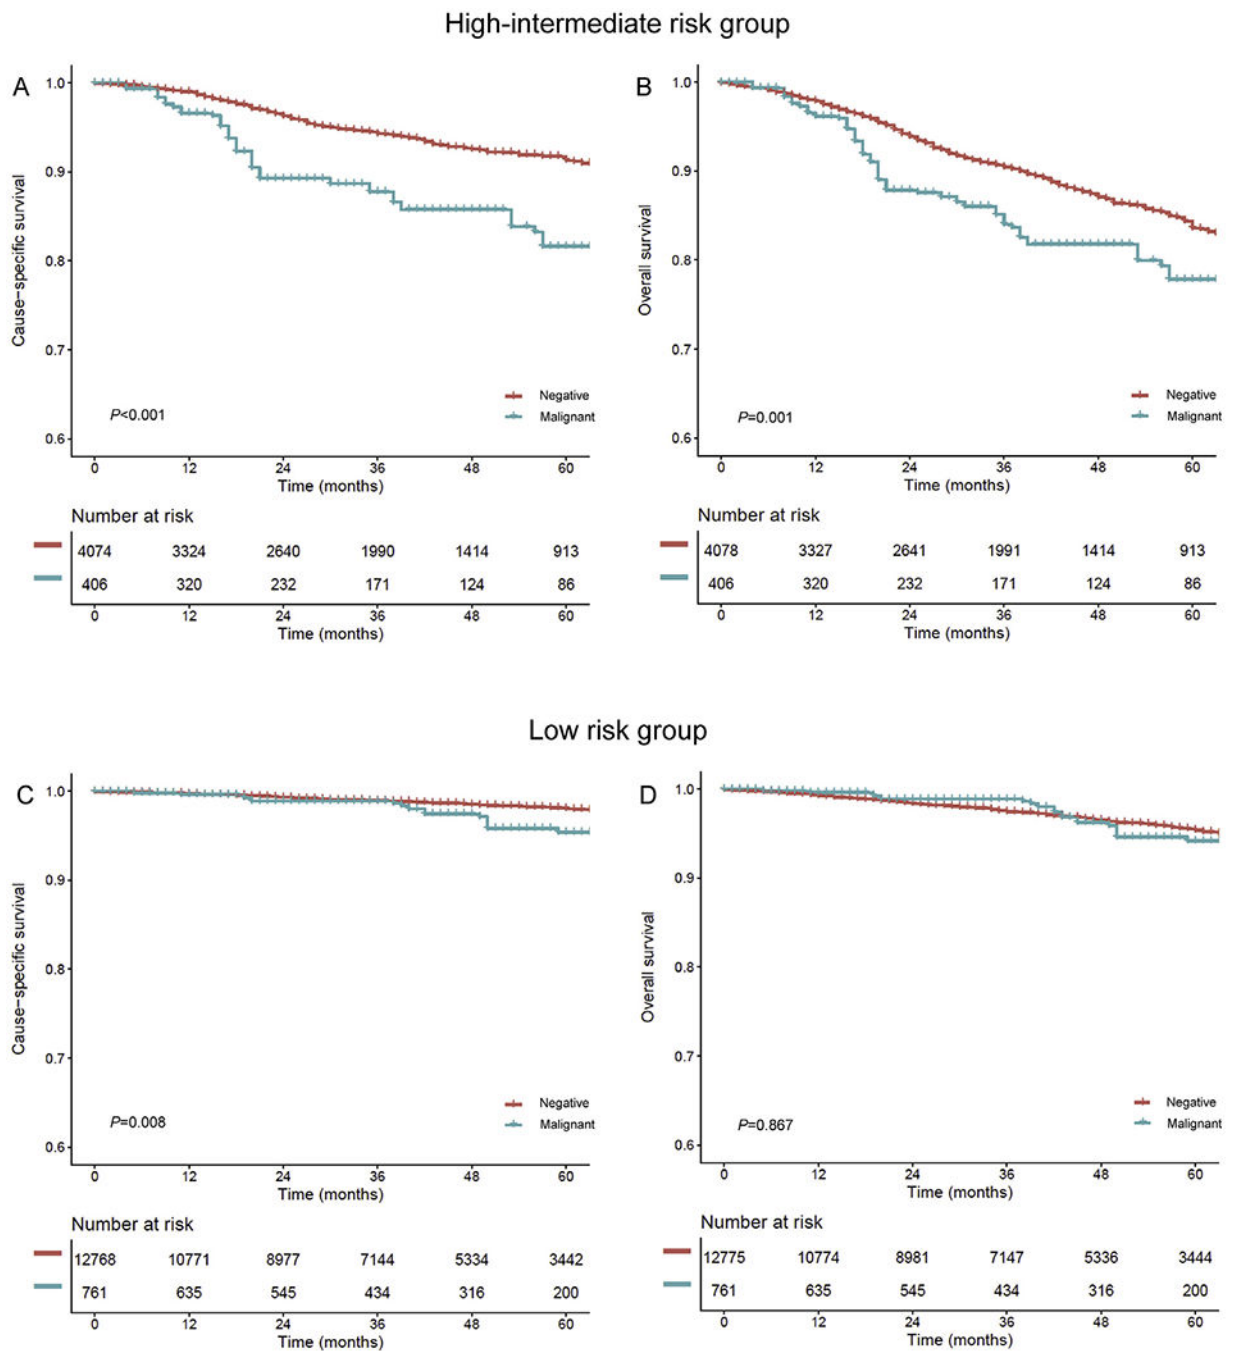 High-intermediate risk group
A
Cause-specific survival
1.0
0.9
0.8
0.7
0.6
P<0.001
Negative
Malignant
0 12 24 36 48 60
Time (months)
Number at risk
4074 3324 2640 1990 1414 913
406 320 232 171 124 86
0 12 24 36 48 60
Time (months)
B
Overall survival
1.0
0.9
0.8
0.7
0.6
P=0.001
Negative
Malignant
0 12 24 36 48 60
Time (months)
Number at risk
4078 3327 2641 1991 1414 913
406 320 232 171 124 86
0 12 24 36 48 60
Time (months)
Low risk group
C
Cause-specific survival
1.0
0.9
0.8
0.7
0.6
P=0.008
Negative
Malignant
0 12 24 36 48 60
Time (months)
Number at risk
12768 10771 8977 7144 5334 3442
761 635 545 434 316 200
0 12 24 36 48 60
Time (months)
D
Overall survival
1.0
0.9
0.8
0.7
0.6
P=0.867
Negative
Malignant
0 12 24 36 48 60
Time (months)
Number at risk
12775 10774 8981 7147 5336 3444
761 635 545 434 316 200
0 12 24 36 48 60
Time (months)